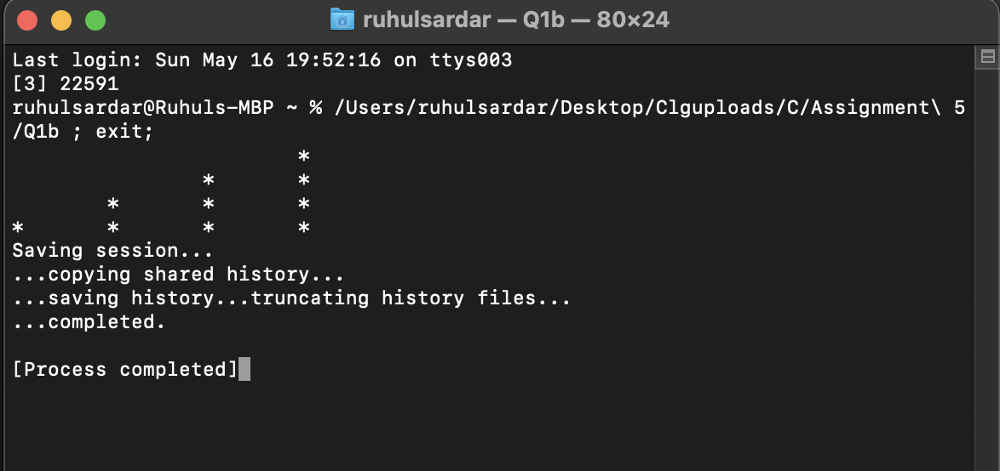 ruhulsardar — Q1b — 80×24
Last login: Sun May 16 19:52:16 on ttys003
[3] 22591
ruhulsardar@Ruhuls-MBP ~ % /Users/ruhulsardar/Desktop/Clguploads/C/Assignment\ 5
/Q1b ; exit;
                        *
                *       *
        *       *       *
*       *       *       *
Saving session...
...copying shared history...
...saving history...truncating history files...
...completed.
[Process completed]